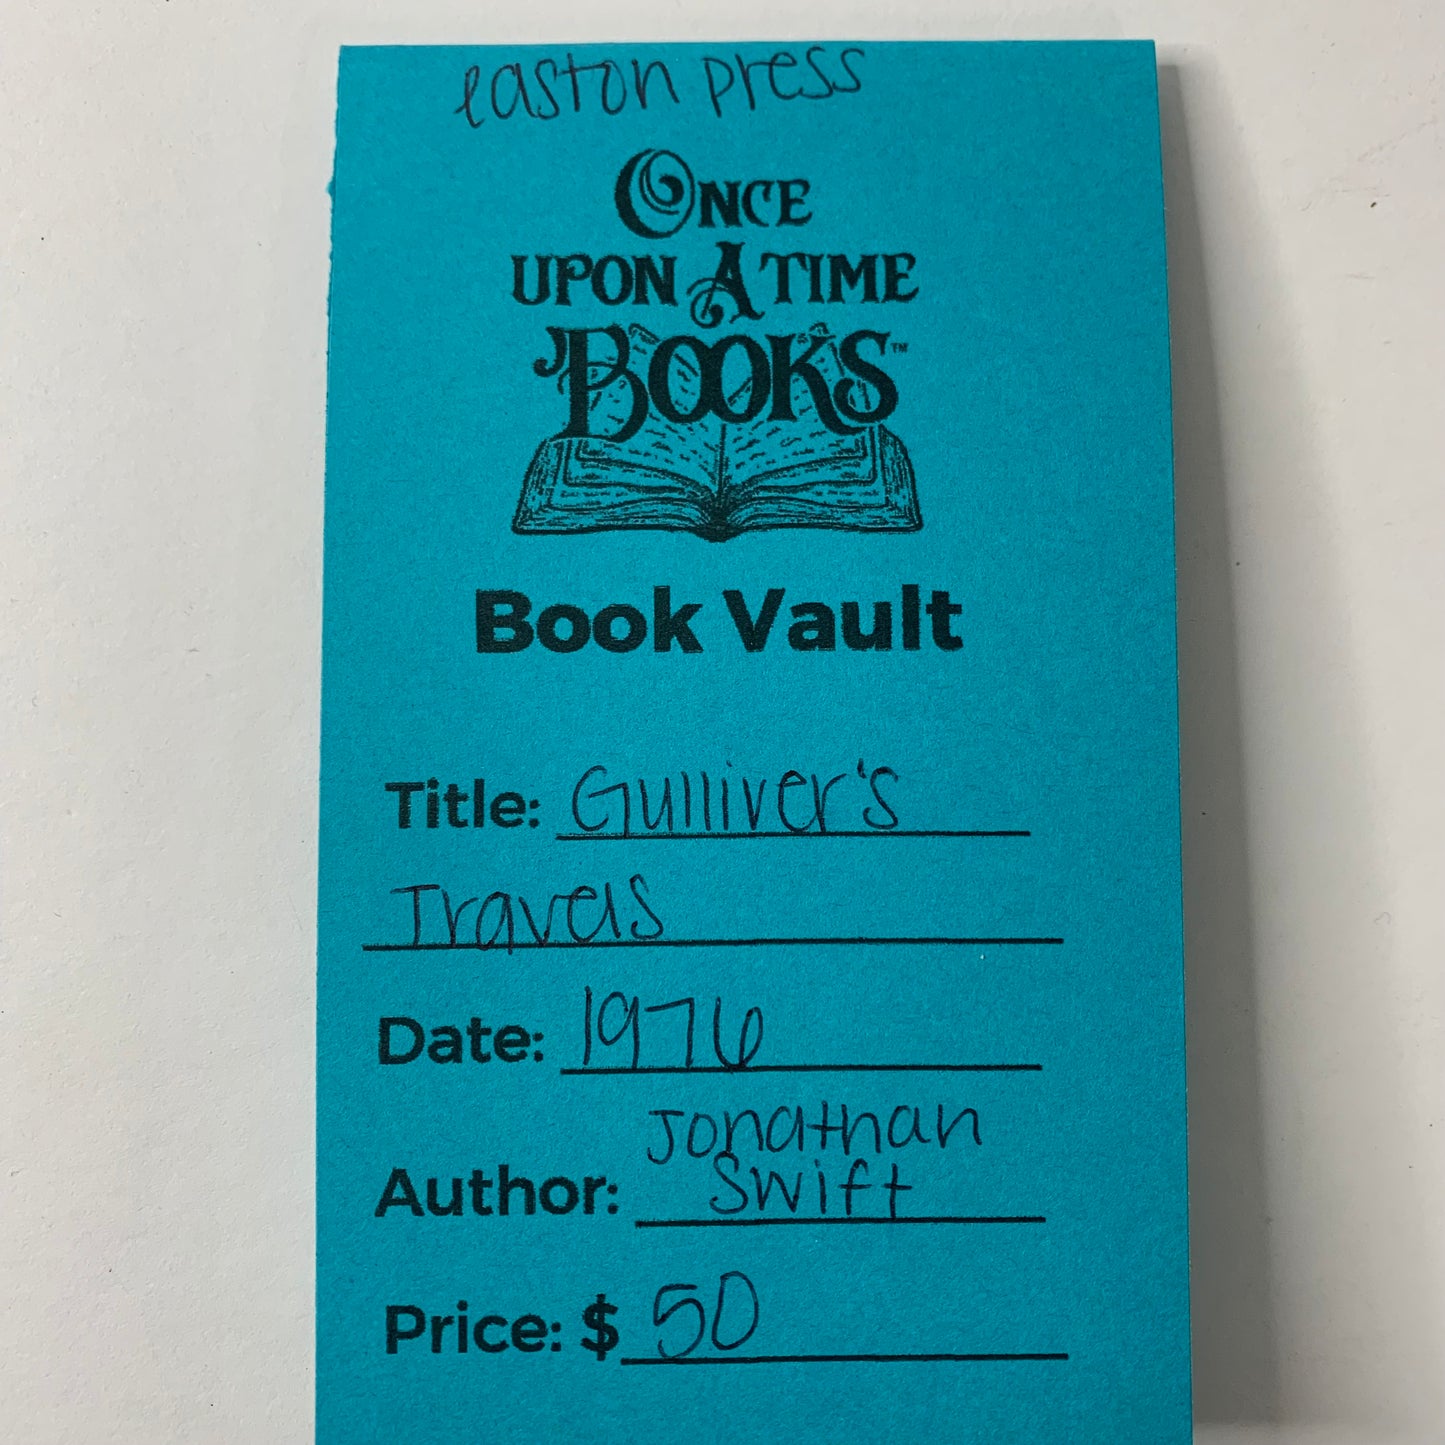 easton press
ONCE
UPON A TIME
BOOKS™
Book Vault
Title: Gulliver's
Travels
Date: 1976
Jonathan
Author: Swift
Price: $ 50